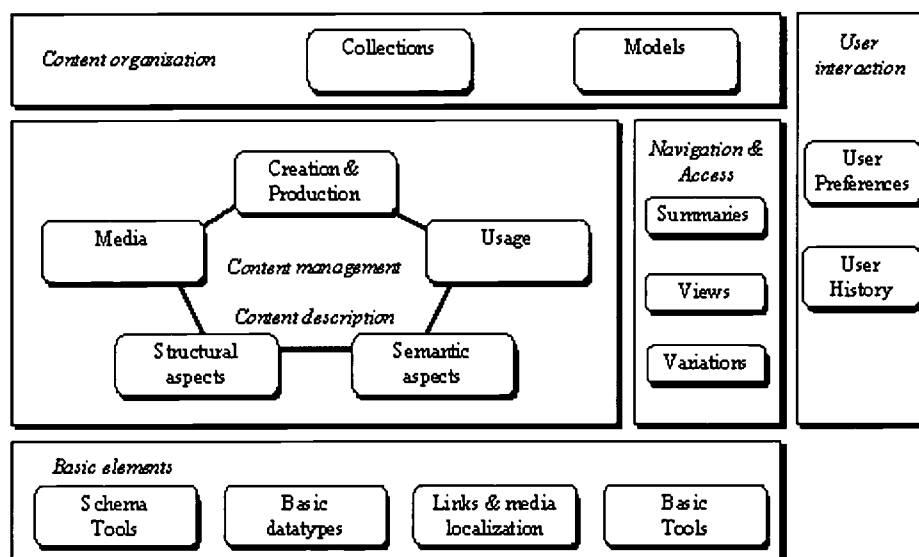 Content organization
Collections
Models
User
interaction
User
Preferences
User
History
Creation &
Production
Media
Usage
Content management
Content description
Structural
aspects
Semantic
aspects
Navigation &
Access
Summaries
Views
Variations
Basic elements
Schema
Tools
Basic
datatypes
Links & media
localization
Basic
Tools